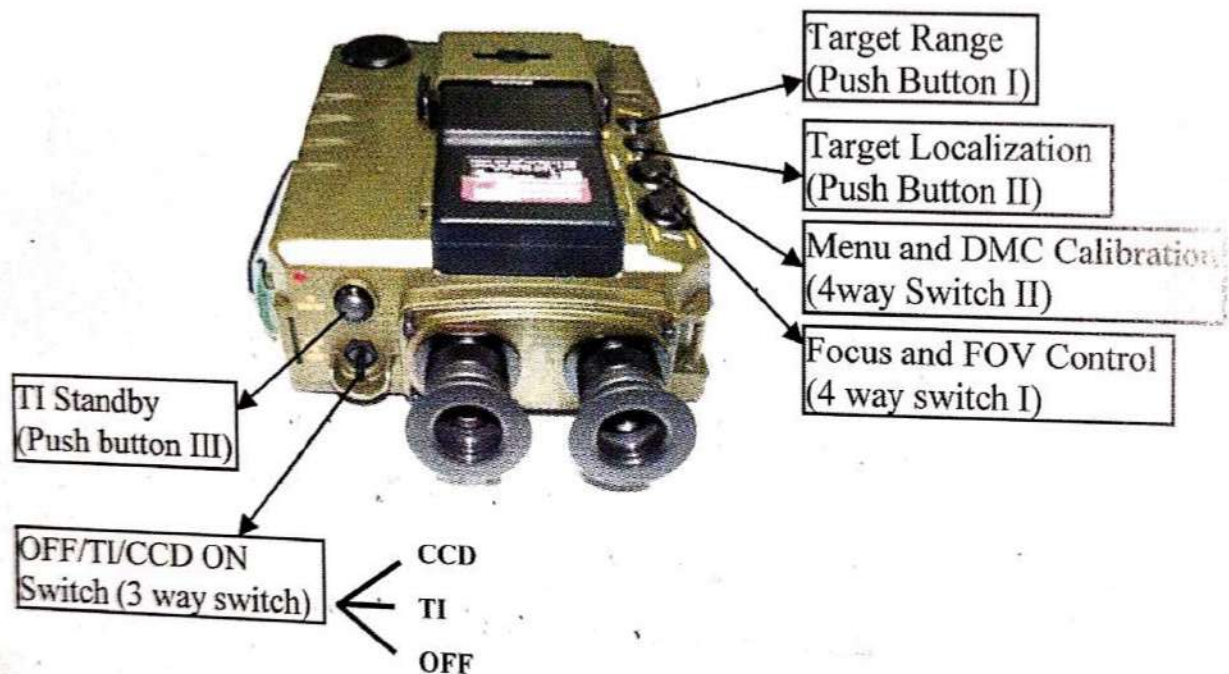 Target Range
(Push Button I)
Target Localization
(Push Button II)
Menu and DMC Calibration
(4way Switch II)
Focus and FOV Control
(4 way switch I)
TI Standby
(Push button III)
OFF/TI/CCD ON
Switch (3 way switch)
CCD
TI
OFF